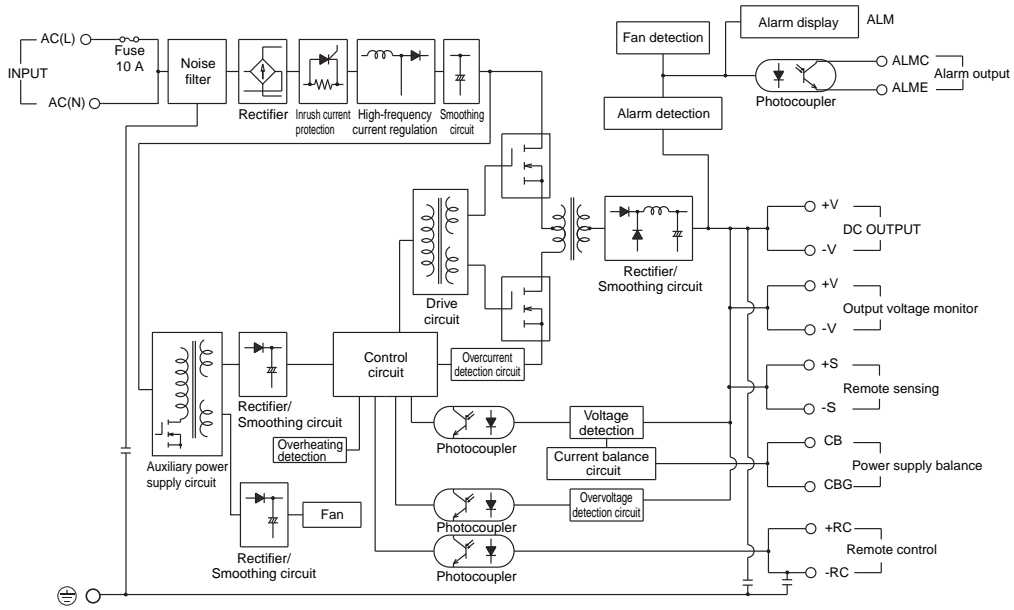 AC(L)
Fuse
10 A
INPUT
AC(N)
Noise
filter
Rectifier
Inrush current
protection
High-frequency
current regulation
Smoothing
circuit
Fan detection
Alarm display
ALM
ALMC
ALME
Alarm output
Photocoupler
Alarm detection
Drive
circuit
Rectifier/
Smoothing circuit
+V
DC OUTPUT
-V
+V
Output voltage monitor
-V
+S
Remote sensing
-S
CB
Power supply balance
CBG
+RC
Remote control
-RC
Control
circuit
Overcurrent
detection circuit
Rectifier/
Smoothing circuit
Overheating
detection
Auxiliary power
supply circuit
Photocoupler
Voltage
detection
Current balance
circuit
Overvoltage
detection circuit
Photocoupler
Photocoupler
Fan
Rectifier/
Smoothing circuit